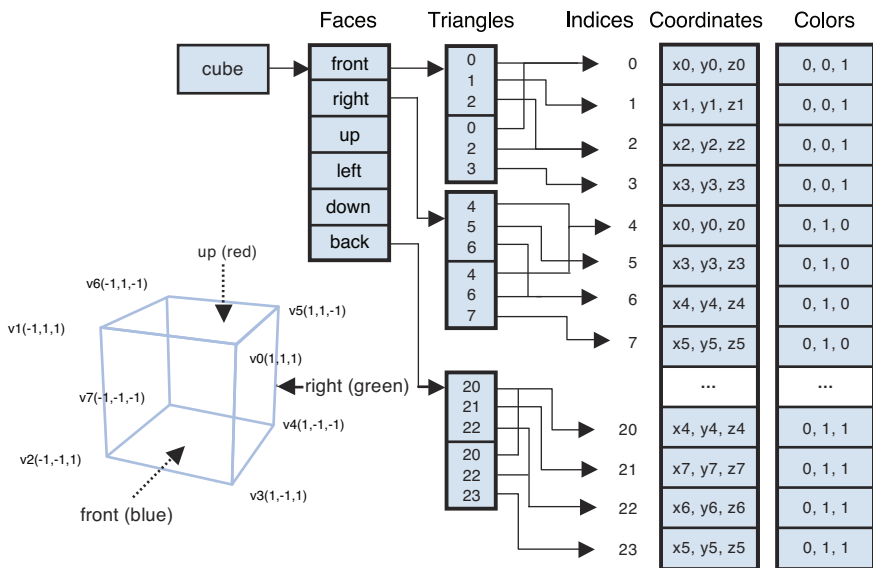 Faces
Triangles
Indices
Coordinates
Colors
cube
front
right
up
left
down
back
0
1
2
0
2
3
4
5
6
4
6
7
20
21
22
20
22
23
0
1
2
3
4
5
6
7
20
21
22
23
x0, y0, z0
x1, y1, z1
x2, y2, z2
x3, y3, z3
x0, y0, z0
x3, y3, z3
x4, y4, z4
x5, y5, z5
...
x4, y4, z4
x7, y7, z7
x6, y6, z6
x5, y5, z5
0, 0, 1
0, 0, 1
0, 0, 1
0, 0, 1
0, 1, 0
0, 1, 0
0, 1, 0
0, 1, 0
...
0, 1, 1
0, 1, 1
0, 1, 1
0, 1, 1
up (red)
v6(-1,1,-1)
v5(1,1,-1)
v1(-1,1,1)
v0(1,1,1)
right (green)
v7(-1,-1,-1)
v4(1,-1,-1)
v2(-1,-1,1)
v3(1,-1,1)
front (blue)